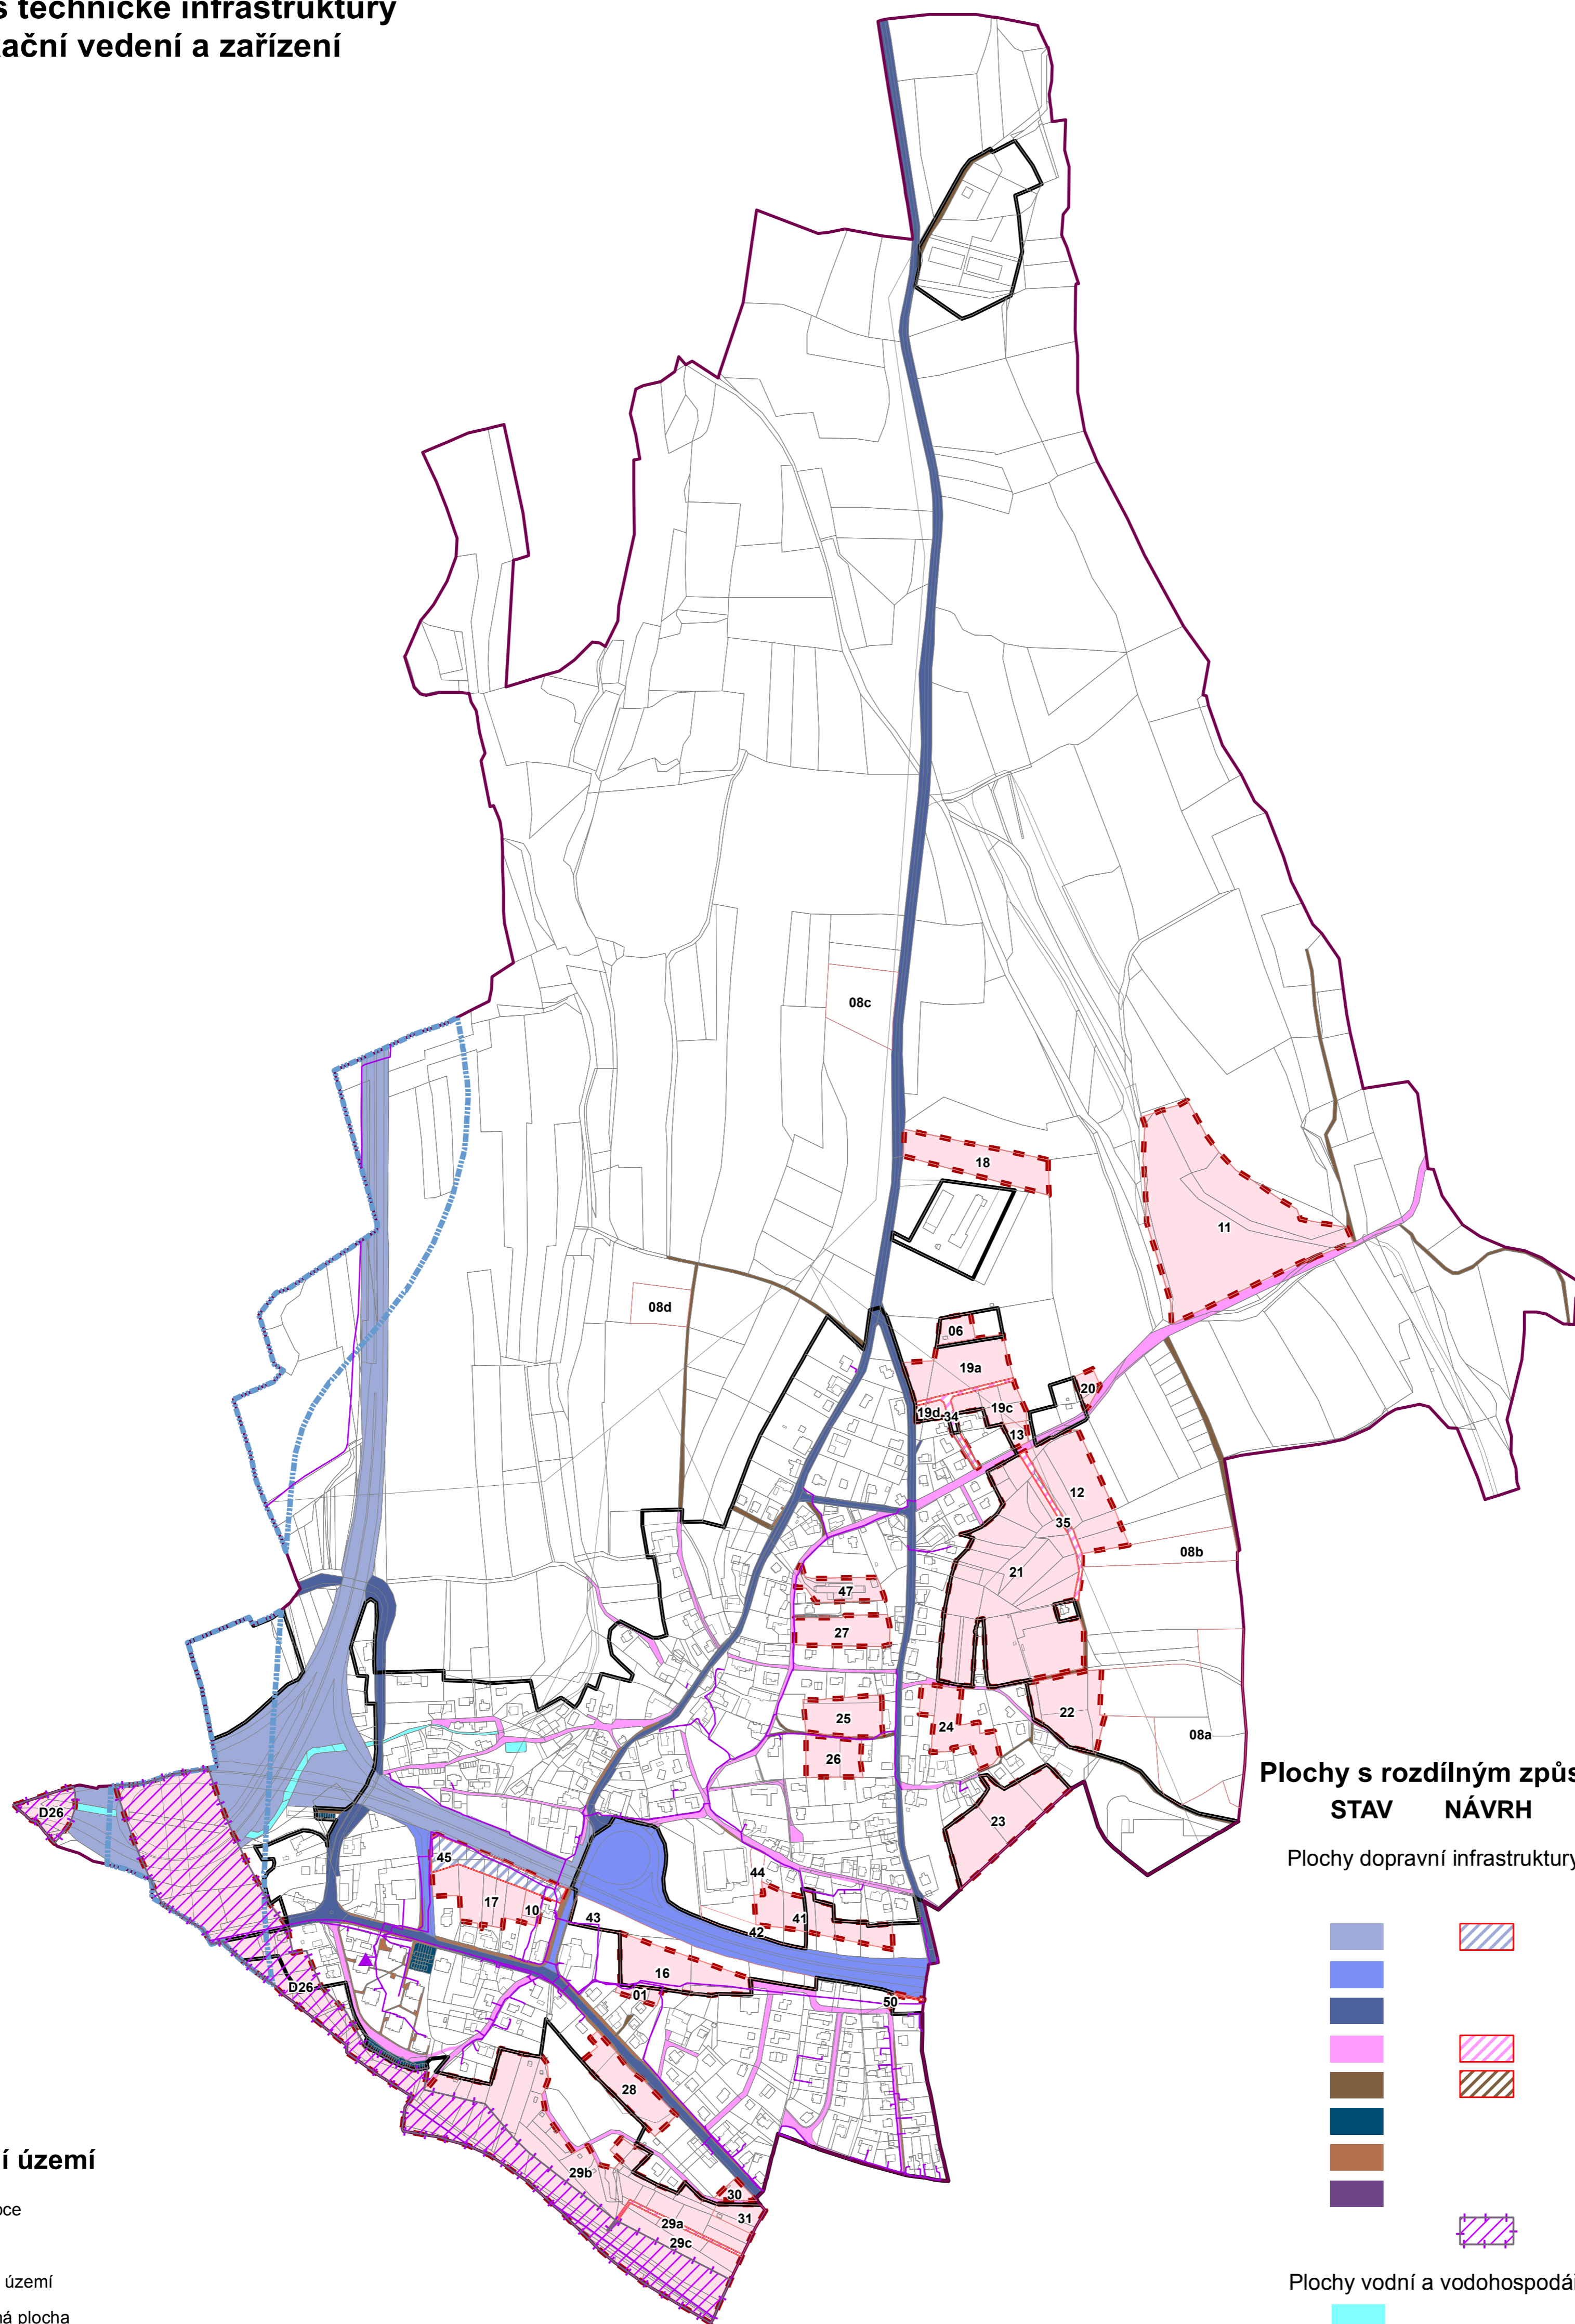 s technické infrastruktury
ační vedení a zařízení
08c
18
11
08d
06
19a
20
19d
34
19c
13
12
35
08b
21
47
27
25
24
22
08a
26
23
D26
45
44
17
10
43
41
42
16
D26
01
50
28
29b
30
29a
31
29c
Plochy s rozdílným způs
STAV NÁVRH
Plochy dopravní infrastruktury
Plochy vodní a vodohospodář
í území
ce
území
ná plocha